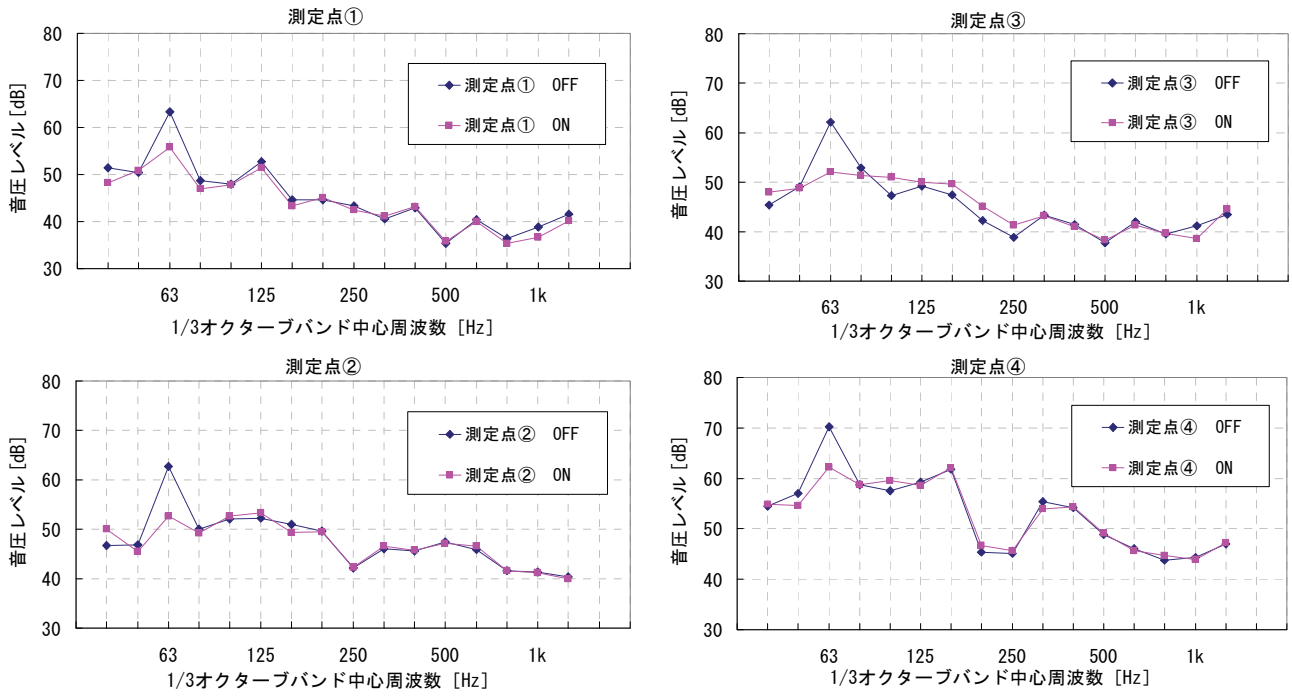 測定点①
80
70
60
50
40
30
音圧レベル[dB]
測定点① OFF
測定点① ON
63 125 250 500 1k
1/3オクターブバンド中心周波数 [Hz]
測定点③
80
70
60
50
40
30
音圧レベル[dB]
測定点③ OFF
測定点③ ON
63 125 250 500 1k
1/3オクターブバンド中心周波数 [Hz]
測定点②
80
70
60
50
40
30
音圧レベル[dB]
測定点② OFF
測定点② ON
63 125 250 500 1k
1/3オクターブバンド中心周波数 [Hz]
測定点④
80
70
60
50
40
30
音圧レベル[dB]
測定点④ OFF
測定点④ ON
63 125 250 500 1k
1/3オクターブバンド中心周波数 [Hz]